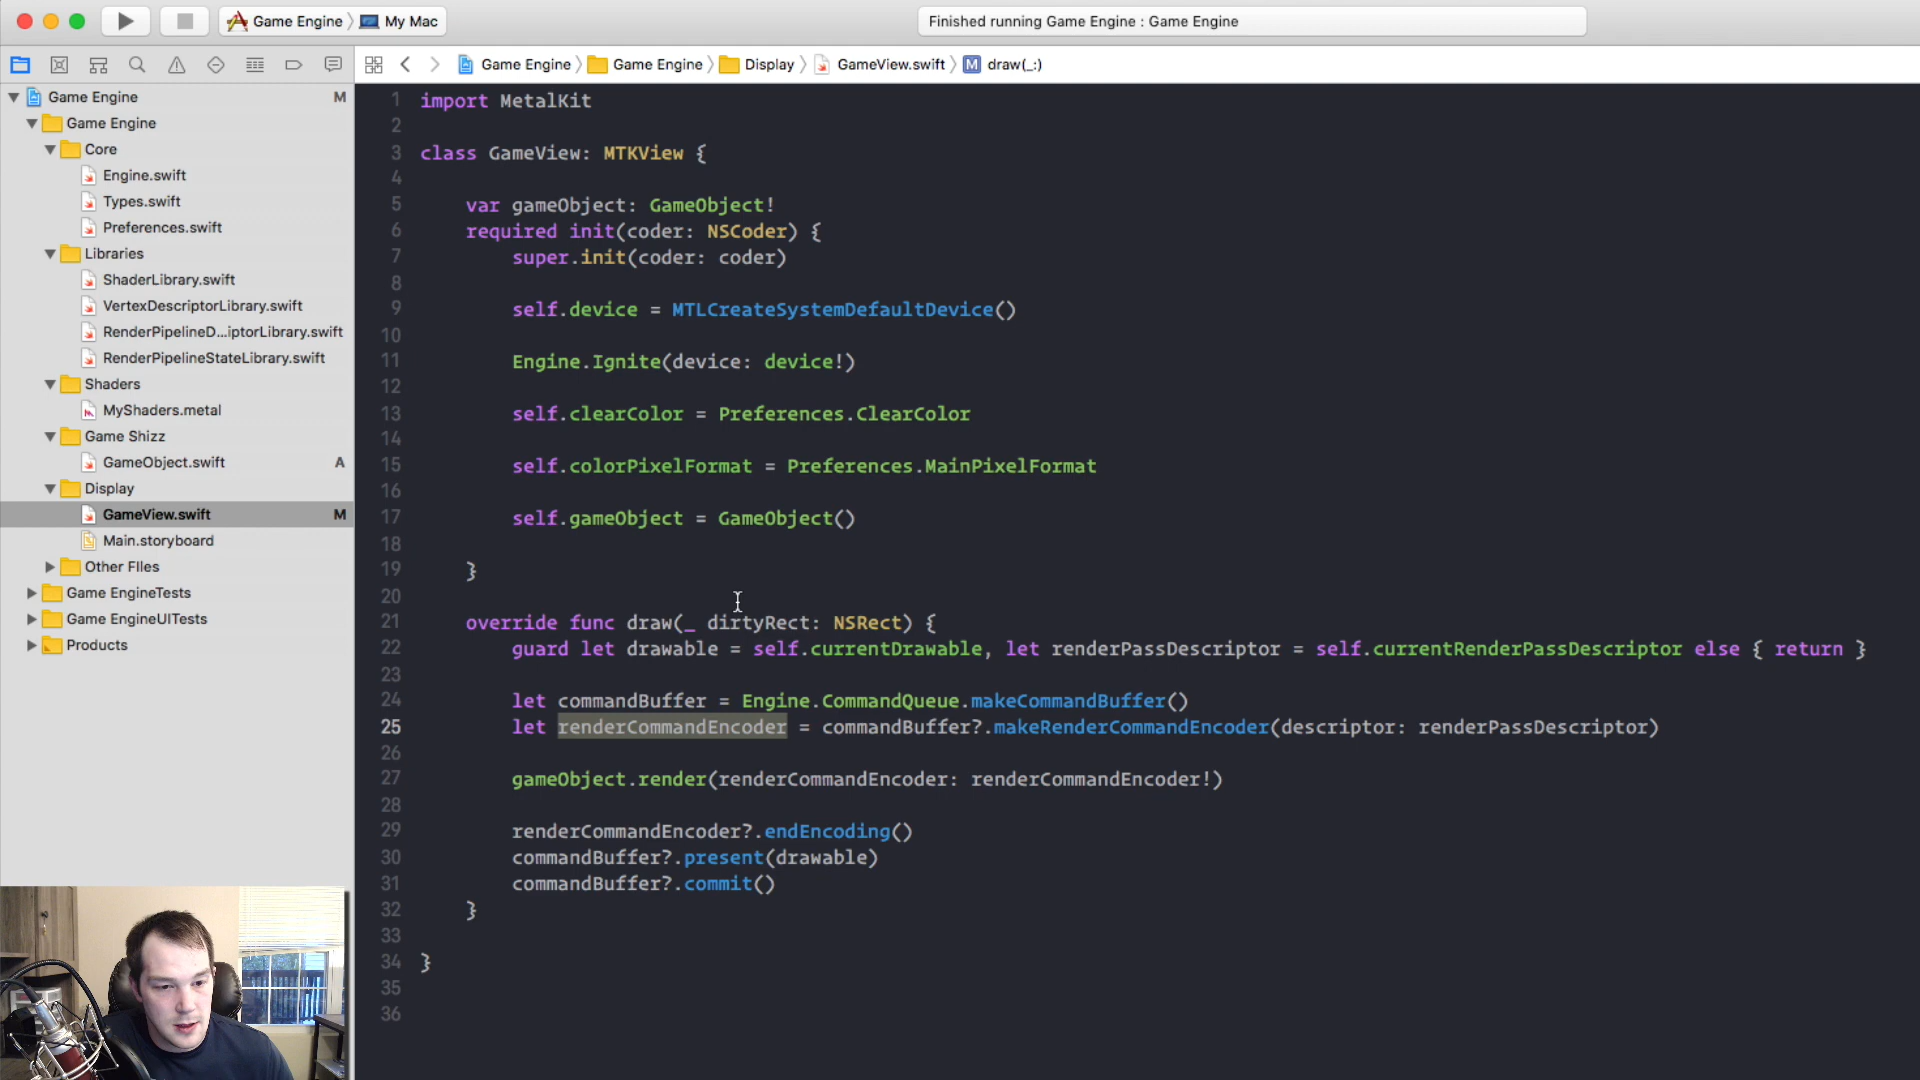 Game Engine
My Mac
Finished running Game Engine : Game Engine
Game Engine
Game Engine
Display
GameView.swift
M
draw(_:)
Game Engine
M
Game Engine
Core
Engine.swift
Types.swift
Preferences.swift
Libraries
ShaderLibrary.swift
VertexDescriptorLibrary.swift
RenderPipelineD...iptorLibrary.swift
RenderPipelineStateLibrary.swift
Shaders
MyShaders.metal
Game Shizz
GameObject.swift
A
Display
GameView.swift
M
Main.storyboard
Other FIles
Game EngineTests
Game EngineUITests
Products
1 import MetalKit
2
3 class GameView: MTKView {
4
5 var gameObject: GameObject!
6 required init(coder: NSCoder) {
7 super.init(coder: coder)
8
9 self.device = MTLCreateSystemDefaultDevice()
10
11 Engine.Ignite(device: device!)
12
13 self.clearColor = Preferences.ClearColor
14
15 self.colorPixelFormat = Preferences.MainPixelFormat
16
17 self.gameObject = GameObject()
18
19 }
20
21 override func draw(_ dirtyRect: NSRect) {
22 guard let drawable = self.currentDrawable, let renderPassDescriptor = self.currentRenderPassDescriptor else { return }
23
24 let commandBuffer = Engine.CommandQueue.makeCommandBuffer()
25 let renderCommandEncoder = commandBuffer?.makeRenderCommandEncoder(descriptor: renderPassDescriptor)
26
27 gameObject.render(renderCommandEncoder: renderCommandEncoder!)
28
29 renderCommandEncoder?.endEncoding()
30 commandBuffer?.present(drawable)
31 commandBuffer?.commit()
32 }
33
34 }
35
36